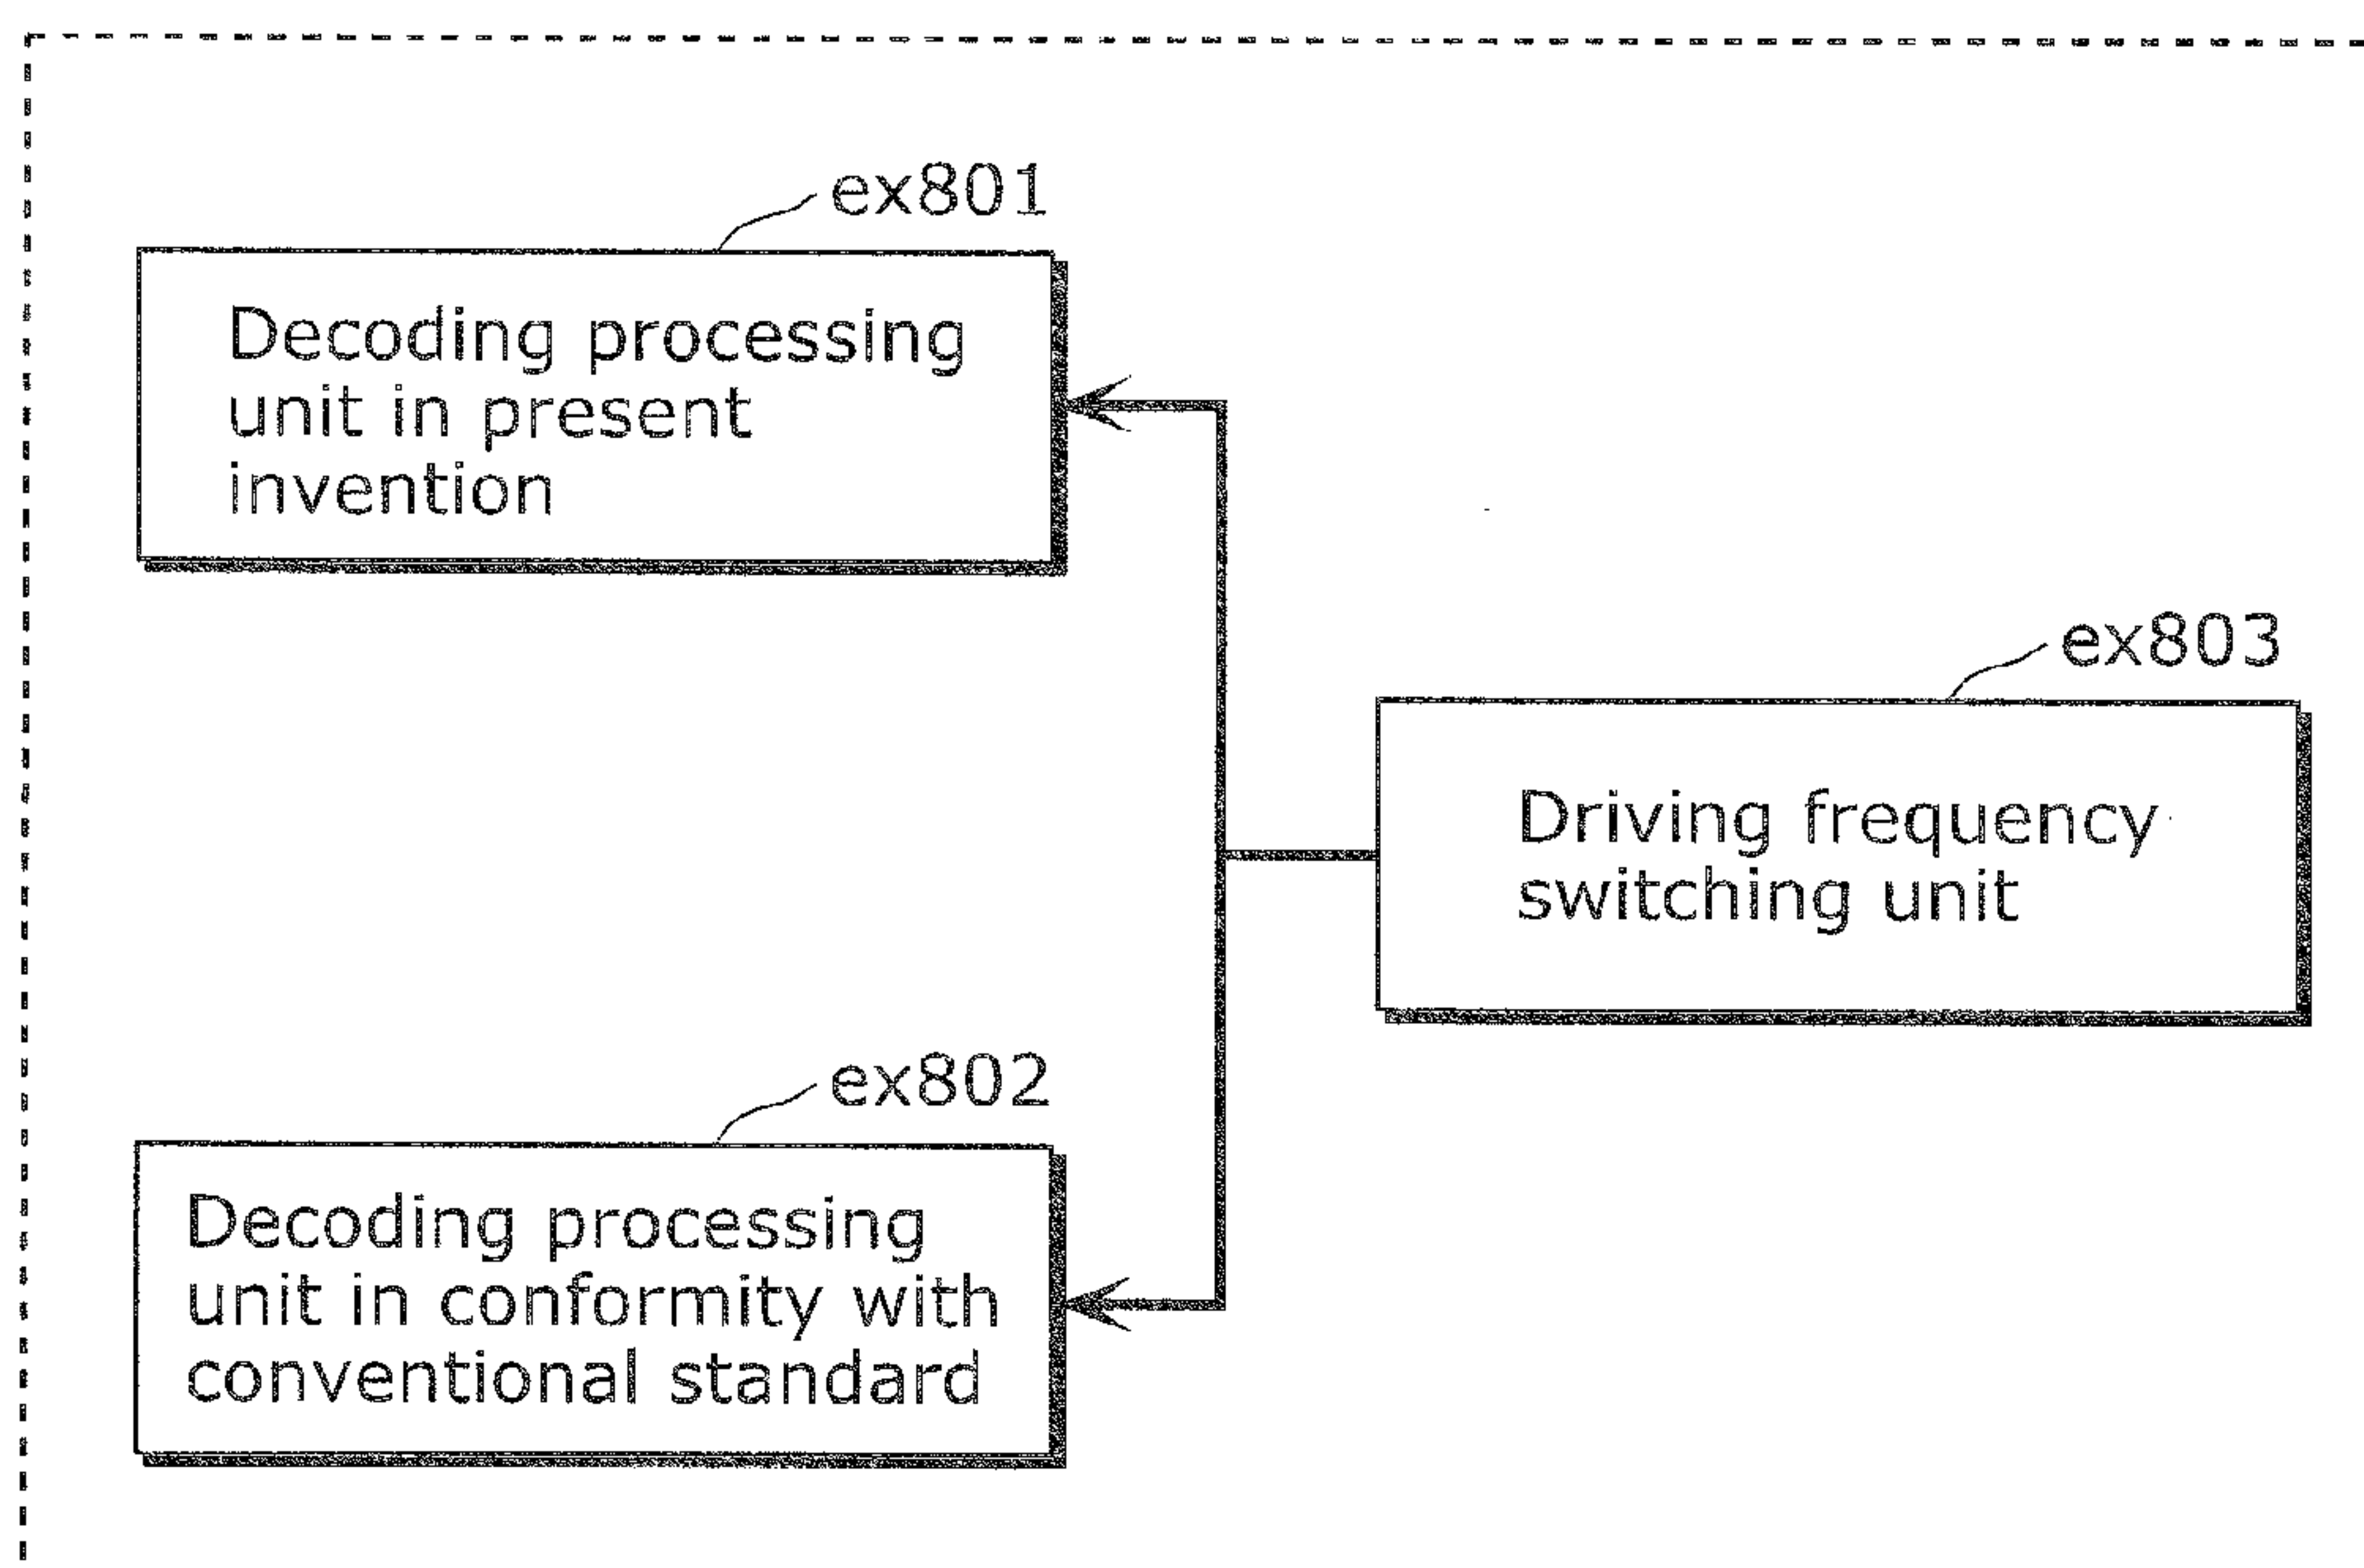 ex801
Decoding processing
unit in present
invention
ex803
Driving frequency
switching unit
ex802
Decoding processing
unit in conformity with
conventional standard